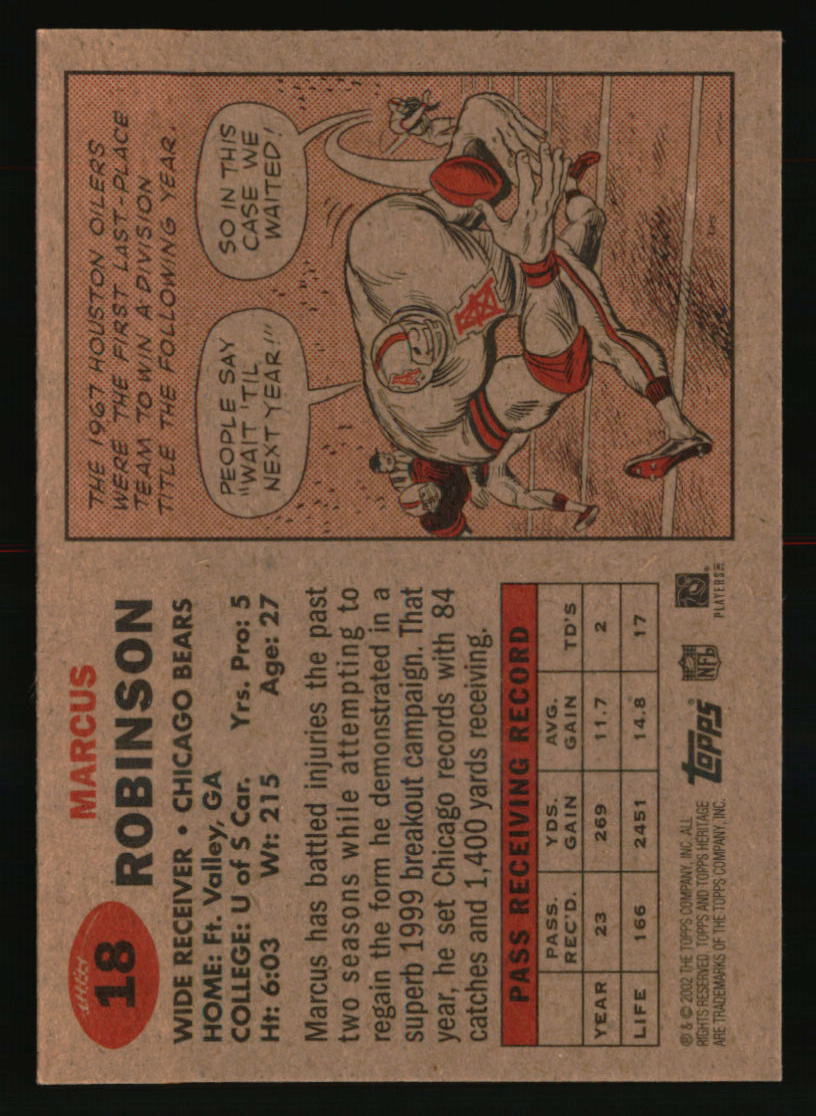 18
MARCUS
ROBINSON
WIDE RECEIVER • CHICAGO BEARS
HOME: Ft. Valley, GA
COLLEGE: U of S Car. Yrs. Pro: 5
Ht: 6:03 Wt: 215 Age: 27
Marcus has battled injuries the past
two seasons while attempting to
regain the form he demonstrated in a
superb 1999 breakout campaign. That
year, he set Chicago records with 84
catches and 1,400 yards receiving.
PASS RECEIVING RECORD
PASS. REC'D. YDS. GAIN AVG. GAIN TD'S
YEAR 23 269 11.7 2
LIFE 166 2451 14.8 17
® & © 2002 THE TOPPS COMPANY, INC. ALL
RIGHTS RESERVED. TOPPS AND TOPPS HERITAGE
ARE TRADEMARKS OF THE TOPPS COMPANY, INC.
TOPPS®
NFL
PLAYERS INC
THE 1967 HOUSTON OILERS
WERE THE FIRST LAST-PLACE
TEAM TO WIN A DIVISION
TITLE THE FOLLOWING YEAR.
PEOPLE SAY
"WAIT 'TIL
NEXT YEAR!"
SO IN THIS
CASE WE
WAITED!